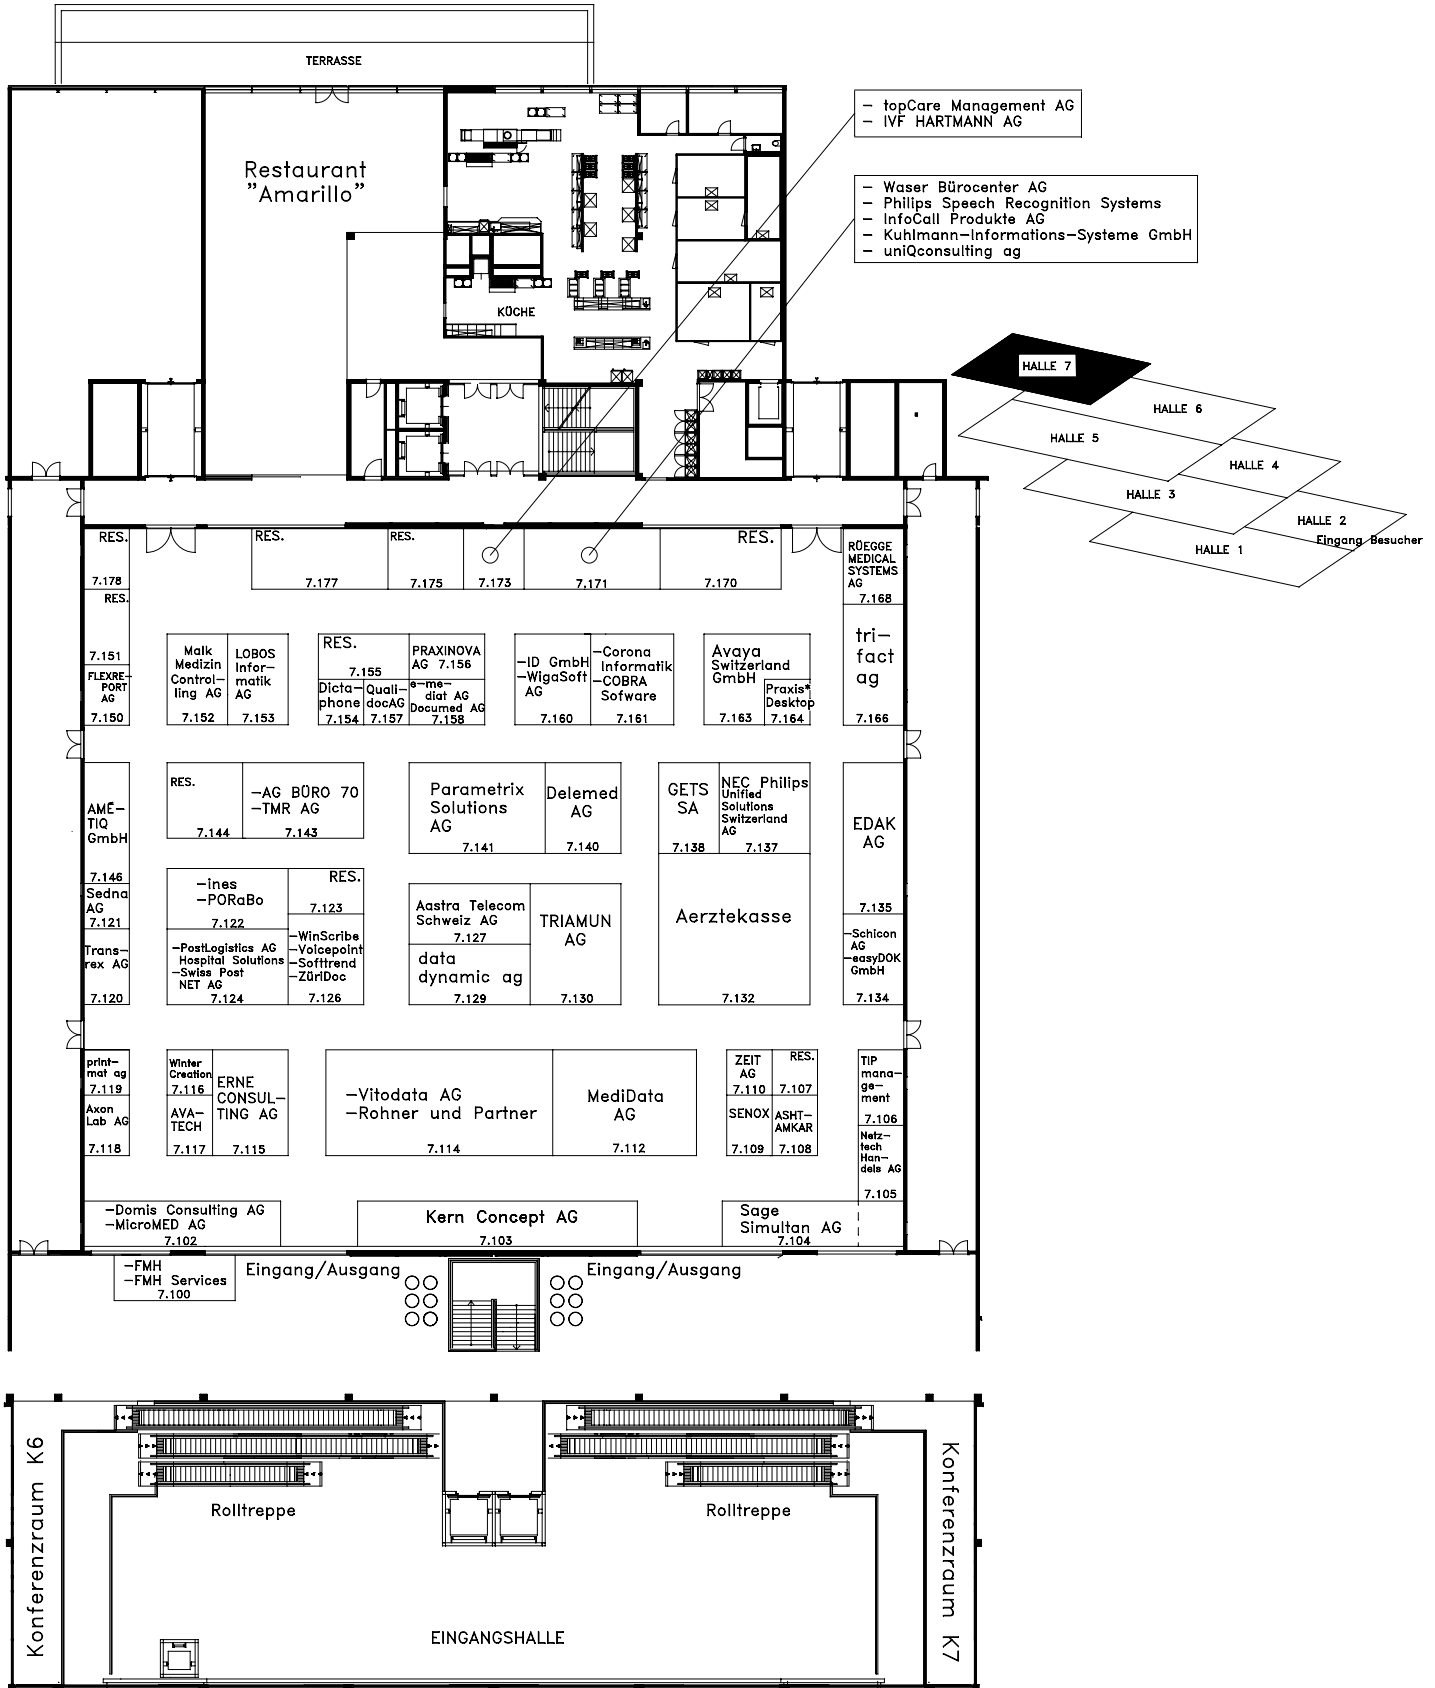 TERRASSE
Restaurant
"Amarillo"
KÜCHE
- topCare Management AG
- IVF HARTMANN AG
- Waser Bürocenter AG
- Philips Speech Recognition Systems
- InfoCall Produkte AG
- Kuhlmann-Informations-Systeme GmbH
- uniQconsulting ag
HALLE 7
HALLE 6
HALLE 5
HALLE 4
HALLE 3
HALLE 2
Eingang Besucher
HALLE 1
RES.
7.178
RES.
7.177
RES.
7.175
7.173
7.171
RES.
7.170
RÜEGGE
MEDICAL
SYSTEMS
AG
7.168
RES.
7.151
FLEXRE-
PORT
AG
7.150
Malk
Medizin
Control-
ling AG
7.152
LOBOS
Infor-
matik
AG
7.153
RES.
7.155
PRAXINOVA
AG 7.156
Dicta-
phone
7.154
Quali-
docAG
7.157
e-me-
diat AG
Documed AG
7.158
-ID GmbH
-WigaSoft
AG
7.160
-Corona
Informatik
-COBRA
Sofware
7.161
Avaya
Switzerland
GmbH
7.163
Praxis*
Desktop
7.164
tri-
fact
ag
7.166
AMÉ-
TIQ
GmbH
7.146
RES.
7.144
-AG BÜRO 70
-TMR AG
7.143
Parametrix
Solutions
AG
7.141
Delemed
AG
7.140
GETS
SA
7.138
NEC Philips
Unified
Solutions
Switzerland
AG
7.137
EDAK
AG
7.135
Sedna
AG
7.121
Trans-
rex AG
7.120
-ines
-PORaBo
7.122
RES.
7.123
-PostLogistics AG
Hospital Solutions
-Swiss Post
NET AG
7.124
-WinScribe
-Voicepoint
-Softtrend
-ZüriDoc
7.126
Aastra Telecom
Schweiz AG
7.127
data
dynamic ag
7.129
TRIAMUN
AG
7.130
Aerztekasse
7.132
-Schicon
AG
-easyDOK
GmbH
7.134
print-
mat ag
7.119
Axon
Lab AG
7.118
Winter
Creation
7.116
AVA-
TECH
7.117
ERNE
CONSUL-
TING AG
7.115
-Vitodata AG
-Rohner und Partner
7.114
MediData
AG
7.112
ZEIT
AG
7.110
RES.
7.107
SENOX
7.109
ASHT-
AMKAR
7.108
TIP
mana-
ge-
ment
7.106
Netz-
tech
Han-
dels AG
7.105
-Domis Consulting AG
-MicroMED AG
7.102
Kern Concept AG
7.103
Sage
Simultan AG
7.104
-FMH
-FMH Services
7.100
Eingang/Ausgang
Eingang/Ausgang
Konferenzraum K6
Rolltreppe
Rolltreppe
Konferenzraum K7
EINGANGSHALLE